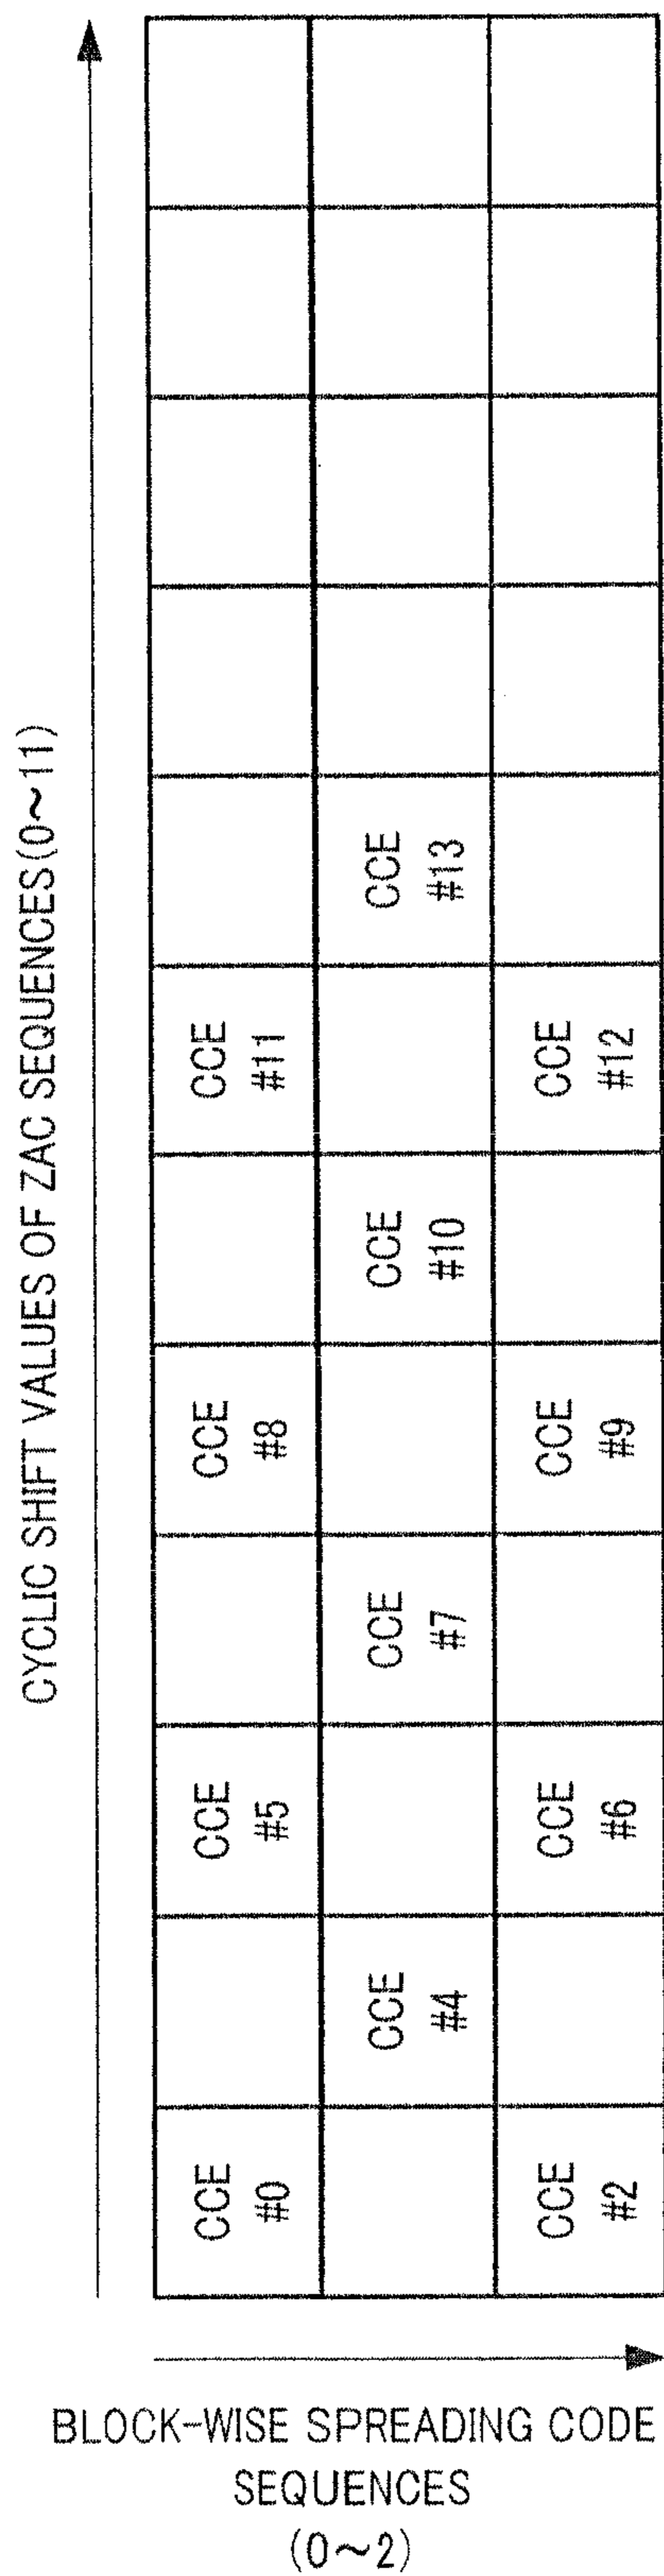 CYCLIC SHIFT VALUES OF ZAC SEQUENCES(0~11)
CCE
#13
CCE
#11
CCE
#12
CCE
#10
CCE
#8
CCE
#9
CCE
#7
CCE
#5
CCE
#6
CCE
#4
CCE
#0
CCE
#2
BLOCK-WISE SPREADING CODE
SEQUENCES
(0~2)